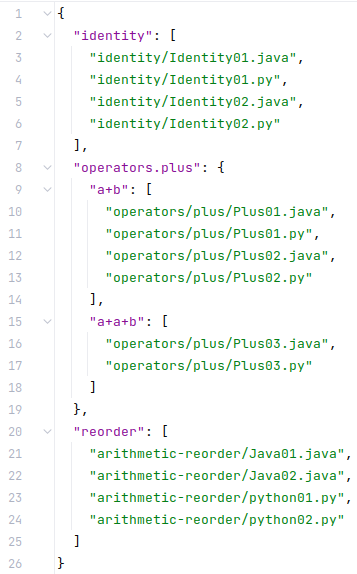 1 {
2   "identity": [
3     "identity/Identity01.java",
4     "identity/Identity01.py",
5     "identity/Identity02.java",
6     "identity/Identity02.py"
7   ],
8   "operators.plus": {
9     "a+b": [
10       "operators/plus/Plus01.java",
11       "operators/plus/Plus01.py",
12       "operators/plus/Plus02.java",
13       "operators/plus/Plus02.py"
14     ],
15     "a+a+b": [
16       "operators/plus/Plus03.java",
17       "operators/plus/Plus03.py"
18     ]
19   },
20   "reorder": [
21     "arithmetic-reorder/Java01.java",
22     "arithmetic-reorder/Java02.java",
23     "arithmetic-reorder/python01.py",
24     "arithmetic-reorder/python02.py"
25   ]
26 }